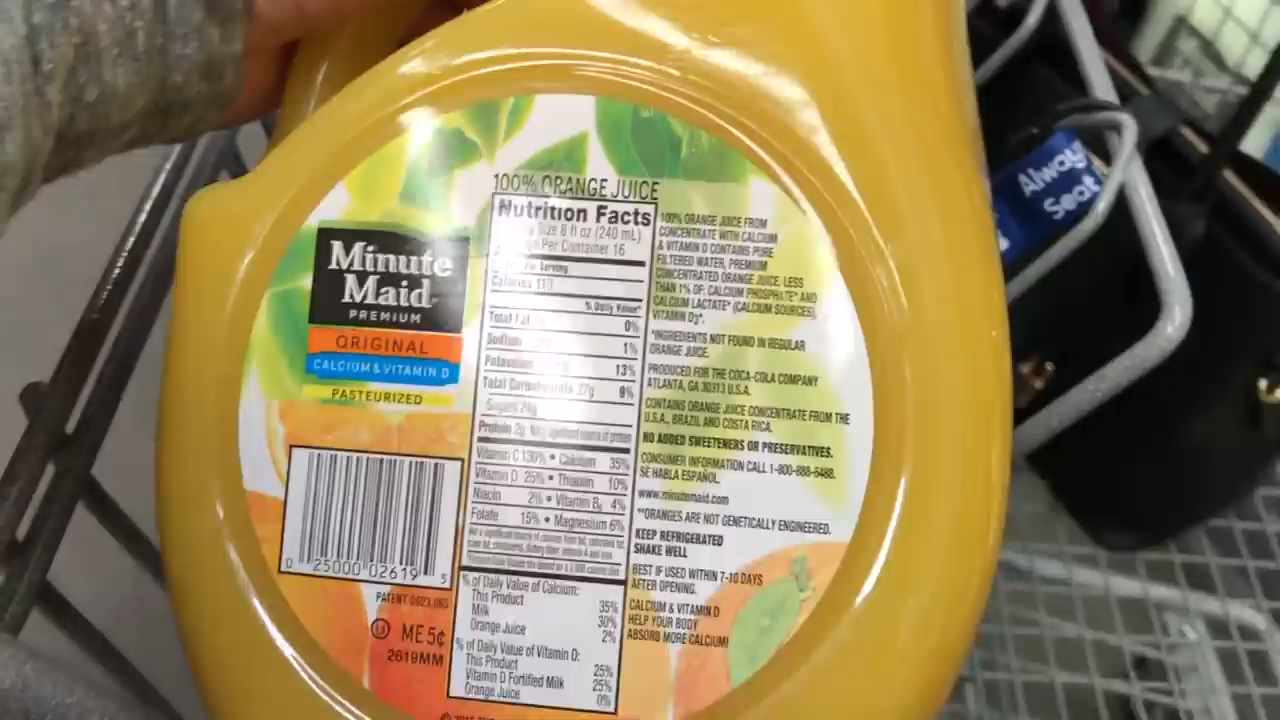 100% ORANGE JUICE
Nutrition Facts
Size 8 fl oz (240 mL)
Per Container 16
Per Serving
Calories 110
% Daily Value*
Total Fat 0%
Sodium 1%
Potassium 13%
Total Carbohydrate 27g 9%
Sugars 24g
Protein 2g Not a significant source of protein
Vitamin C 130% • Calcium 35%
Vitamin D 25% • Thiamin 10%
Niacin 2% • Vitamin B6 4%
Folate 15% • Magnesium 6%
% of Daily Value of Calcium:
This Product 35%
Milk 30%
Orange Juice 2%
% of Daily Value of Vitamin D:
This Product 25%
Vitamin D Fortified Milk 25%
Orange Juice 0%
Minute
Maid
PREMIUM
ORIGINAL
CALCIUM & VITAMIN D
PASTEURIZED
0 25000 02619 5
PATENT
U ME 5¢
2619MM
100% ORANGE JUICE FROM
CONCENTRATE WITH CALCIUM
& VITAMIN D CONTAINS PURE
FILTERED WATER, PREMIUM
CONCENTRATED ORANGE JUICE, LESS
THAN 1% OF: CALCIUM PHOSPHATE* AND
CALCIUM LACTATE* (CALCIUM SOURCES),
VITAMIN D3*.
*INGREDIENTS NOT FOUND IN REGULAR
ORANGE JUICE.
PRODUCED FOR THE COCA-COLA COMPANY
ATLANTA, GA 30313 U.S.A.
CONTAINS ORANGE JUICE CONCENTRATE FROM THE
U.S.A., BRAZIL AND COSTA RICA.
NO ADDED SWEETENERS OR PRESERVATIVES.
CONSUMER INFORMATION CALL 1-800-888-6488.
SE HABLA ESPAÑOL.
www.minutemaid.com
**ORANGES ARE NOT GENETICALLY ENGINEERED.
KEEP REFRIGERATED
SHAKE WELL
BEST IF USED WITHIN 7-10 DAYS
AFTER OPENING.
CALCIUM & VITAMIN D
HELP YOUR BODY
ABSORB MORE CALCIUM!
Always
Seat